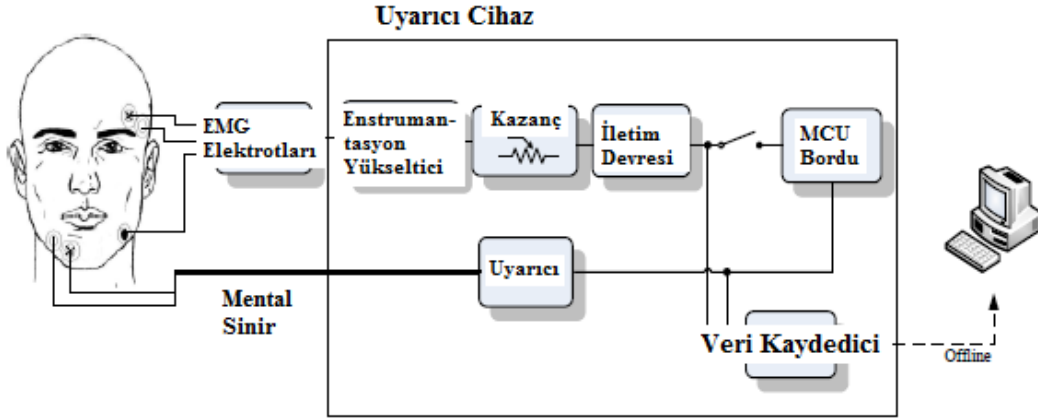 Uyarıcı Cihaz
EMG
Elektrotları
Enstruman-
tasyon
Yükseltici
Kazanç
İletim
Devresi
MCU
Bordu
Uyarıcı
Mental
Sinir
Veri Kaydedici
Offline